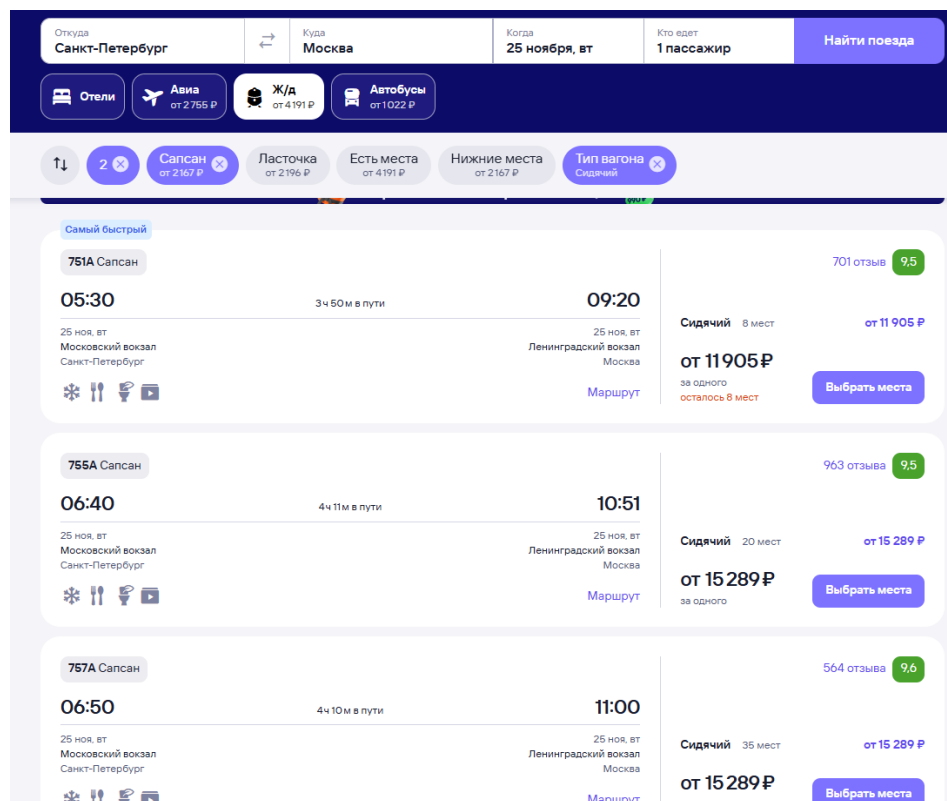 Откуда
Санкт-Петербург
Куда
Москва
Когда
25 ноября, вт
Кто едет
1 пассажир
Найти поезда
Отели
Авиа
от 2 755 ₽
Ж/д
от 4 191 ₽
Автобусы
от 1 022 ₽
2
Сапсан
от 2 167 ₽
Ласточка
от 2 196 ₽
Есть места
от 4 191 ₽
Нижние места
от 2 167 ₽
Тип вагона
Сидячий
Самый быстрый
751А Сапсан
701 отзыв 9,5
05:30 3 ч 50 м в пути 09:20
25 ноя, вт 25 ноя, вт
Московский вокзал Ленинградский вокзал
Санкт-Петербург Москва
Маршрут
Сидячий 8 мест от 11 905 ₽
от 11 905 ₽
за одного
осталось 8 мест
Выбрать места
755А Сапсан
963 отзыва 9,5
06:40 4 ч 11 м в пути 10:51
25 ноя, вт 25 ноя, вт
Московский вокзал Ленинградский вокзал
Санкт-Петербург Москва
Маршрут
Сидячий 20 мест от 15 289 ₽
от 15 289 ₽
за одного
Выбрать места
757А Сапсан
564 отзыва 9,6
06:50 4 ч 10 м в пути 11:00
25 ноя, вт 25 ноя, вт
Московский вокзал Ленинградский вокзал
Санкт-Петербург Москва
Маршрут
Сидячий 35 мест от 15 289 ₽
от 15 289 ₽
Выбрать места